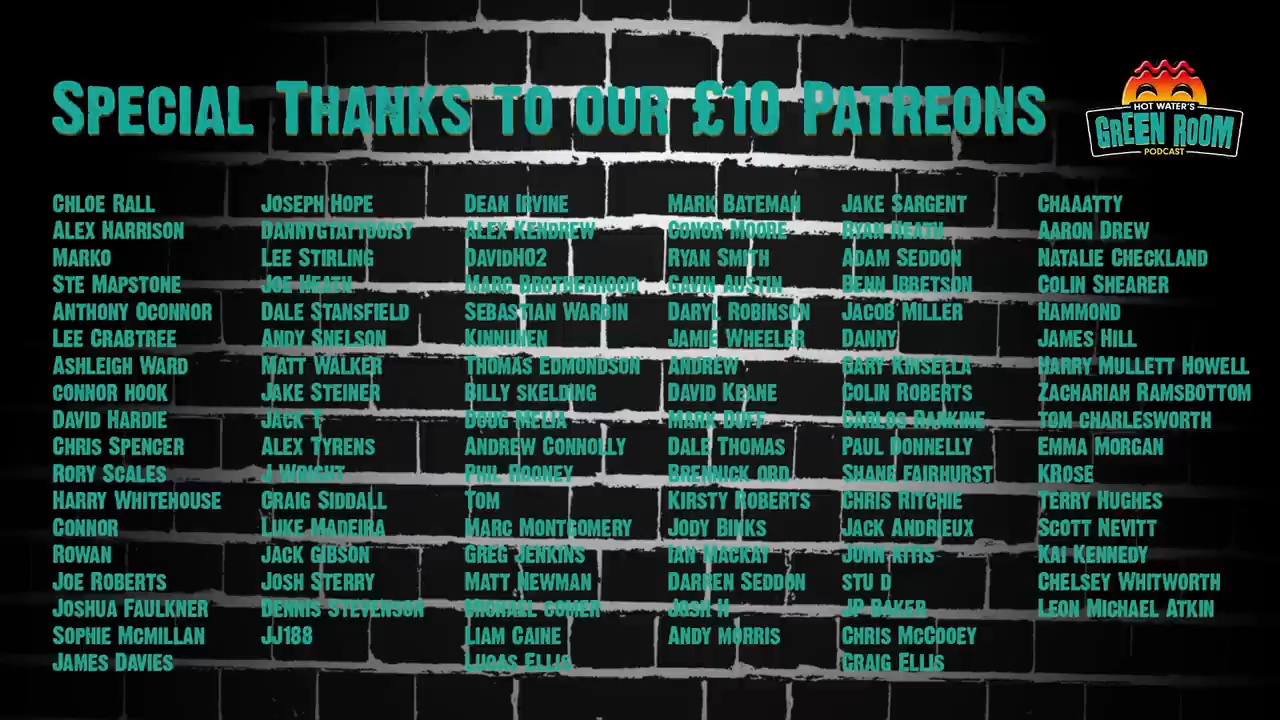 Special Thanks to our £10 Patreons
HOT WATER'S
GREEN ROOM
PODCAST
Chloe Rall
Alex Harrison
Marko
Ste Mapstone
Anthony Oconnor
Lee Crabtree
Ashleigh Ward
connor hook
David Hardie
Chris Spencer
Rory Scales
Harry Whitehouse
Connor
Rowan
Joe Roberts
Joshua Faulkner
Sophie McMillan
James Davies
Joseph Hope
Dannygtattooist
Lee Stirling
Joe Heath
Dale Stansfield
Andy Snelson
Matt Walker
Jake Steiner
Jack T
Alex Tyrens
J Wright
Craig Siddall
Luke Madeira
Jack gibson
Josh Sterry
Dennis Stevenson
JJ188
Dean Irvine
Alex Kendrew
DavidH02
Marc Brotherhood
Sebastian Wardin
Kinnunen
Thomas Edmondson
Billy skelding
Doug Melia
Andrew Connolly
Phil Rooney
Tom
Marc Montgomery
Greg Jenkins
Matt Newman
Michael comer
Liam Caine
Lucas Ellis
Mark Bateman
Conor Moore
Ryan Smith
Gavin Austin
Daryl Robinson
Jamie Wheeler
Andrew
David Keane
Mark Duff
Dale Thomas
Brennick ord
Kirsty Roberts
Jody Binks
Ian Mackay
Darren Seddon
Josh H
Andy morris
Jake Sargent
Ryan Heath
Adam Seddon
Benn Ibbetson
Jacob Miller
Danny
Gary Kinsella
Colin Roberts
Carlos Rankine
Paul Donnelly
Shane Fairhurst
Chris Ritchie
Jack Andrieux
John Kitis
stu d
JP Baker
Chris McCooey
Craig Ellis
Chaaatty
Aaron Drew
Natalie Checkland
Colin Shearer
Hammond
James Hill
Harry Mullett Howell
Zachariah Ramsbottom
Tom charlesworth
Emma Morgan
KRose
Terry Hughes
Scott Nevitt
Kai Kennedy
Chelsey Whitworth
Leon Michael Atkin